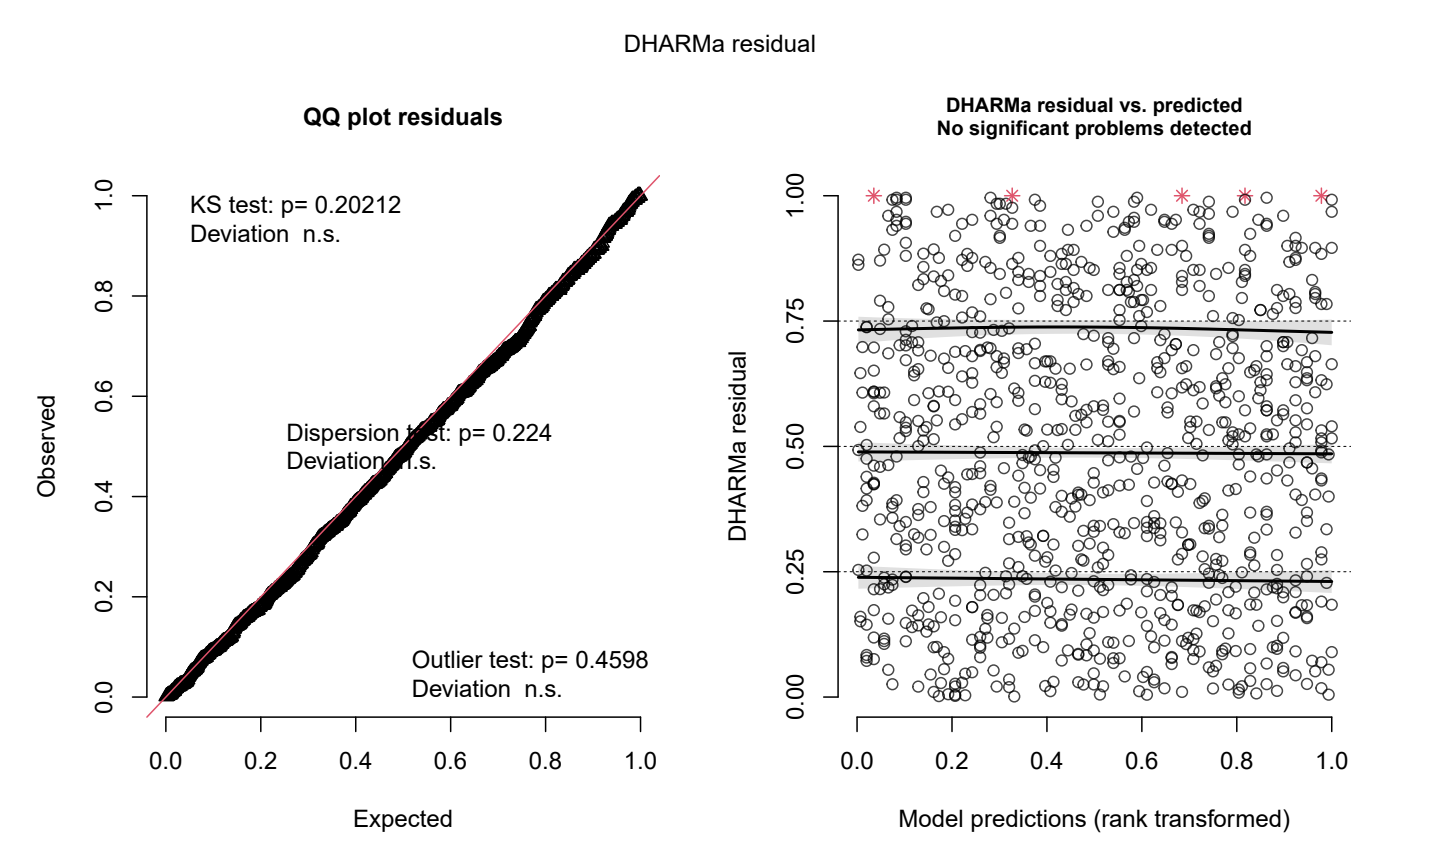 DHARMa residual
QQ plot residuals
KS test: p= 0.20212
Deviation  n.s.
Dispersion test: p= 0.224
Deviation  n.s.
Outlier test: p= 0.4598
Deviation  n.s.
Observed
0.0 0.2 0.4 0.6 0.8 1.0
0.0 0.2 0.4 0.6 0.8 1.0
Expected
DHARMa residual vs. predicted
No significant problems detected
DHARMa residual
0.00 0.25 0.50 0.75 1.00
0.0 0.2 0.4 0.6 0.8 1.0
Model predictions (rank transformed)